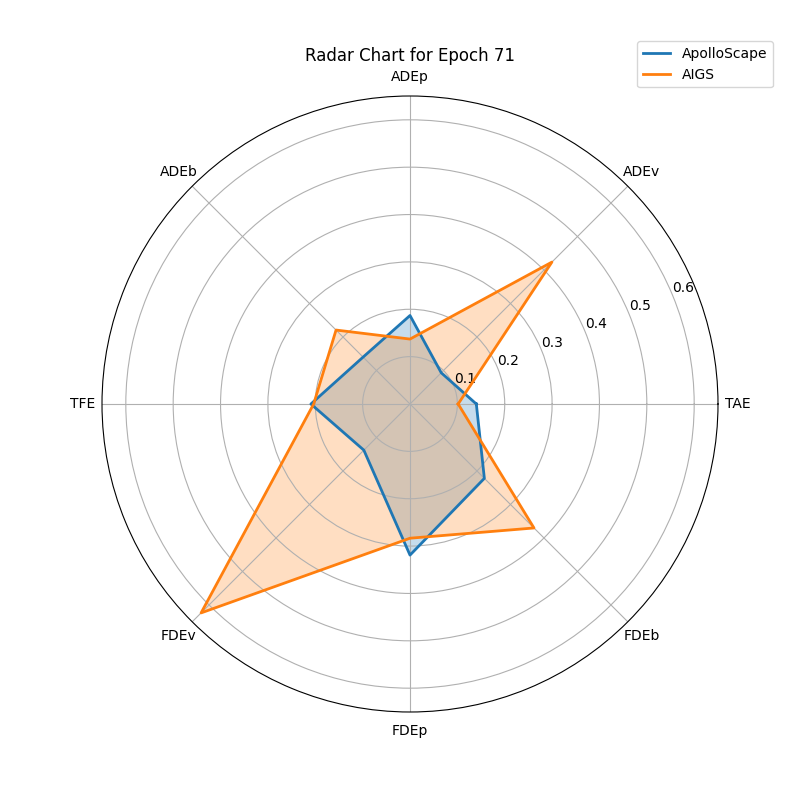 Radar Chart for Epoch 71
ApolloScape
AIGS
ADEp
ADEb
ADEv
0.6
0.5
0.4
0.3
0.2
0.1
TFE
TAE
FDEv
FDEb
FDEp